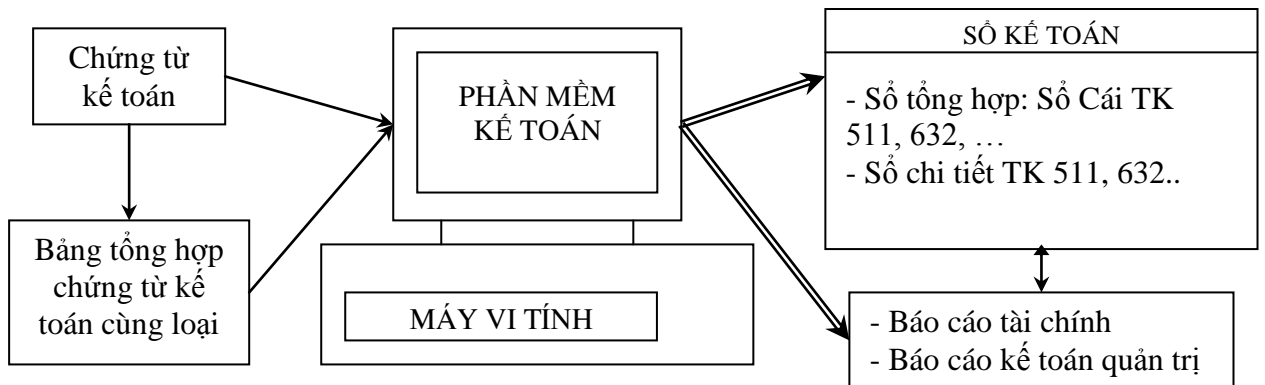 Chứng từ
kế toán
Bảng tổng hợp
chứng từ kế
toán cùng loại
PHẦN MỀM
KẾ TOÁN
MÁY VI TÍNH
SỔ KẾ TOÁN
- Sổ tổng hợp: Sổ Cái TK
511, 632, …
- Sổ chi tiết TK 511, 632..
- Báo cáo tài chính
- Báo cáo kế toán quản trị